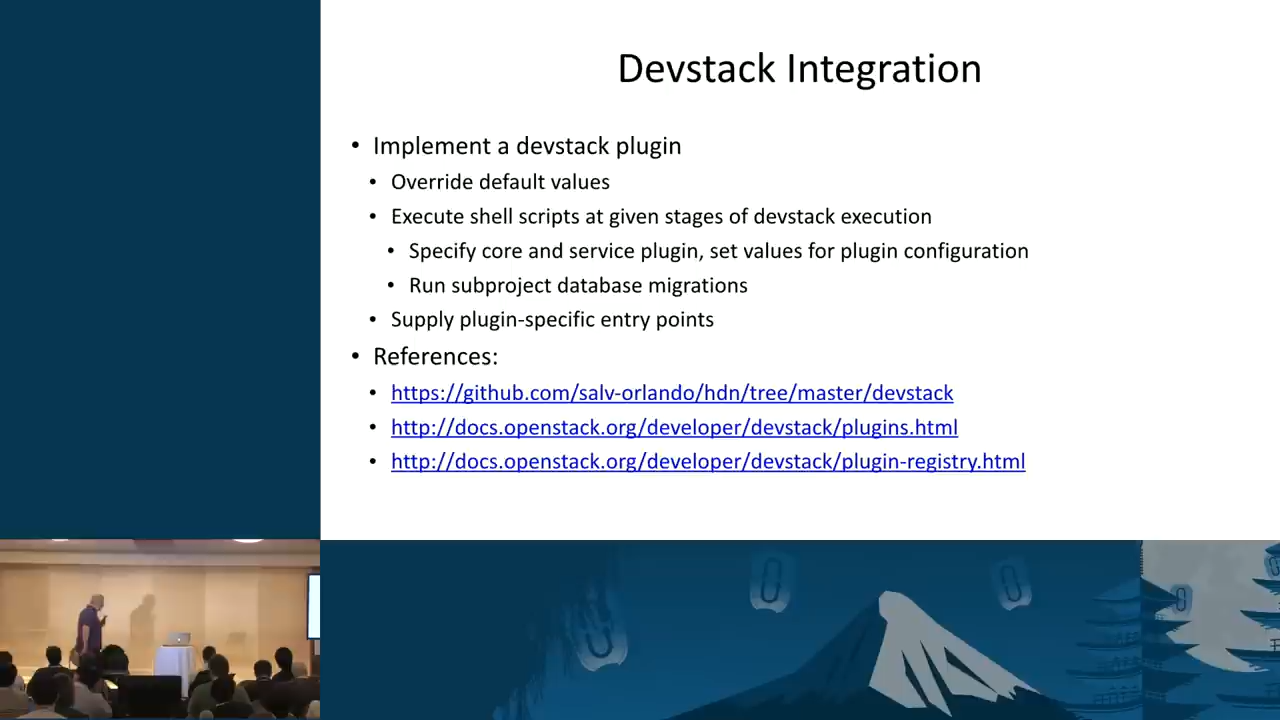 Devstack Integration
• Implement a devstack plugin
• Override default values
• Execute shell scripts at given stages of devstack execution
• Specify core and service plugin, set values for plugin configuration
• Run subproject database migrations
• Supply plugin-specific entry points
• References:
• https://github.com/salv-orlando/hdn/tree/master/devstack
• http://docs.openstack.org/developer/devstack/plugins.html
• http://docs.openstack.org/developer/devstack/plugin-registry.html